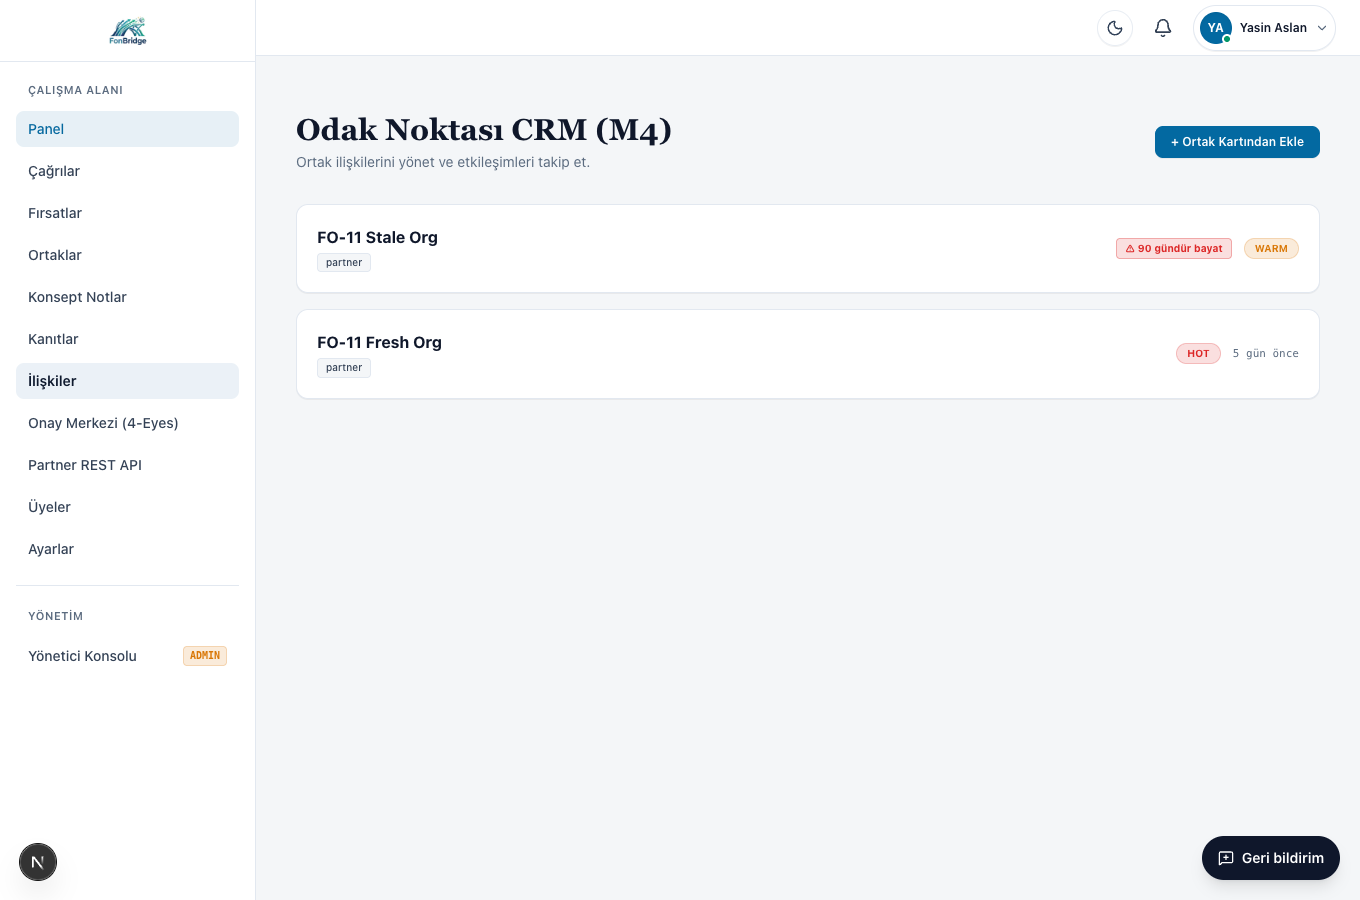 FonBridge
YA
Yasin Aslan
ÇALIŞMA ALANI
Panel
Çağrılar
Fırsatlar
Ortaklar
Konsept Notlar
Kanıtlar
İlişkiler
Onay Merkezi (4-Eyes)
Partner REST API
Üyeler
Ayarlar
YÖNETİM
Yönetici Konsolu
ADMIN
N
Odak Noktası CRM (M4)
Ortak ilişkilerini yönet ve etkileşimleri takip et.
+ Ortak Kartından Ekle
FO-11 Stale Org
partner
⚠ 90 gündür bayat
WARM
FO-11 Fresh Org
partner
HOT
5 gün önce
Geri bildirim